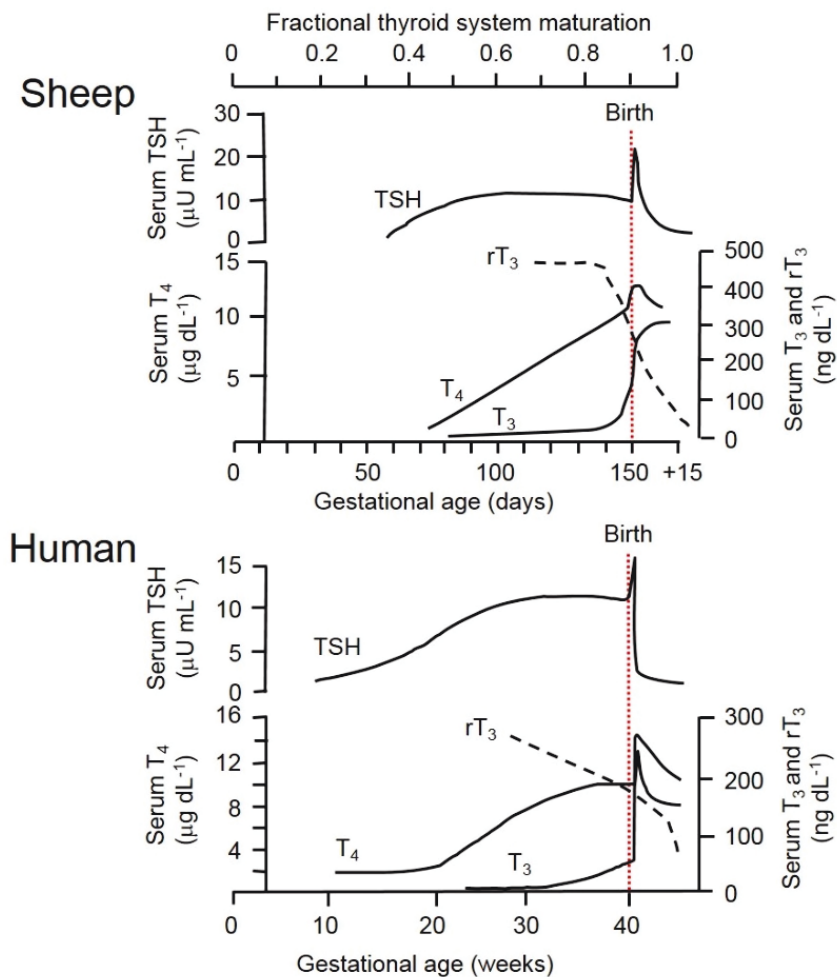 Fractional thyroid system maturation
0 0.2 0.4 0.6 0.8 1.0
Sheep
Birth
Serum TSH
(μU mL⁻¹)
30
20
10
0
TSH
Serum T₄
(μg dL⁻¹)
15
10
5
rT₃
T₄
T₃
500
400
300
200
100
0
Serum T₃ and rT₃
(ng dL⁻¹)
0 50 100 150 +15
Gestational age (days)
Human
Birth
Serum TSH
(μU mL⁻¹)
15
10
5
0
TSH
Serum T₄
(μg dL⁻¹)
16
12
8
4
rT₃
T₄
T₃
300
200
100
0
Serum T₃ and rT₃
(ng dL⁻¹)
0 10 20 30 40
Gestational age (weeks)